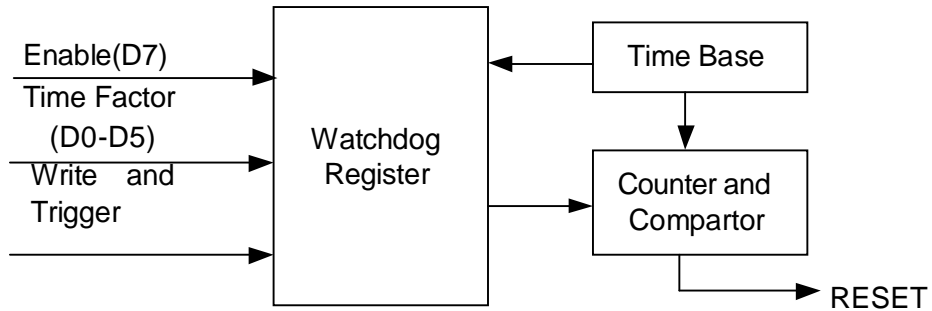 Enable(D7)
Time Factor
(D0-D5)
Write and
Trigger
Watchdog
Register
Time Base
Counter and
Compartor
RESET